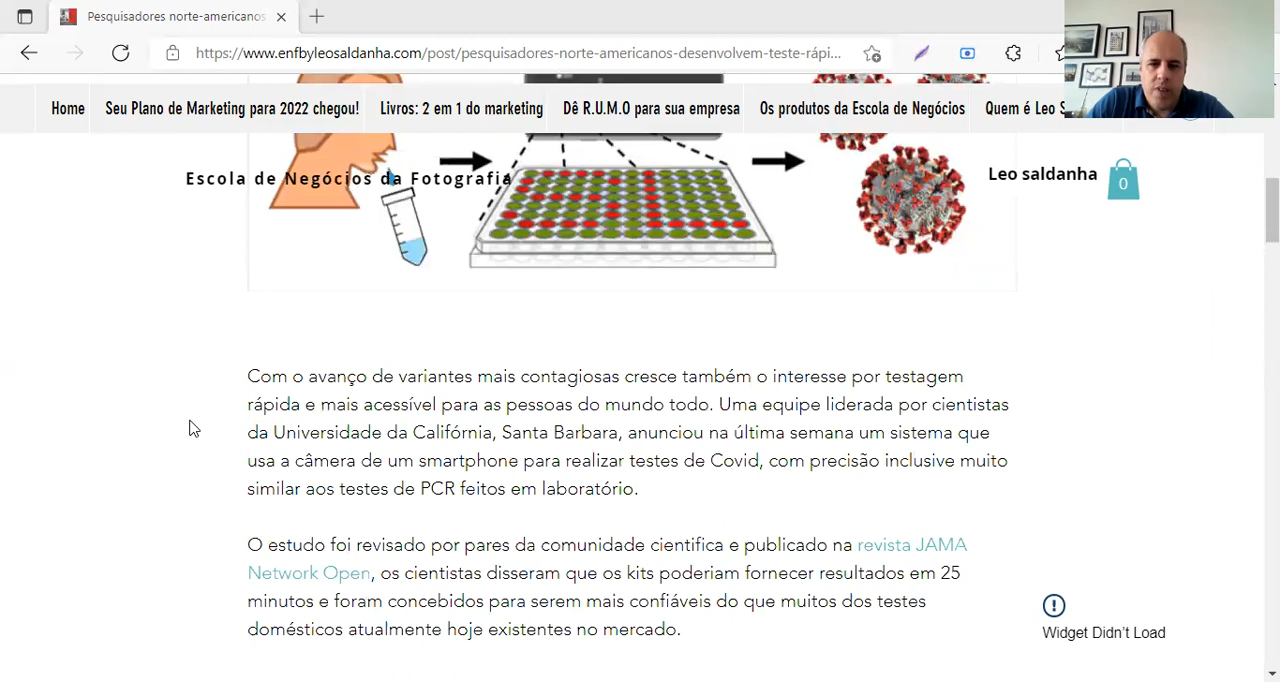 Pesquisadores norte-americanos
https://www.enfbyleosaldanha.com/post/pesquisadores-norte-americanos-desenvolvem-teste-rápi...
Home
Seu Plano de Marketing para 2022 chegou!
Livros: 2 em 1 do marketing
Dê R.U.M.O para sua empresa
Os produtos da Escola de Negócios
Quem é Leo S
Escola de Negócios da Fotografia
Leo saldanha
0
Com o avanço de variantes mais contagiosas cresce também o interesse por testagem
rápida e mais acessível para as pessoas do mundo todo. Uma equipe liderada por cientistas
da Universidade da Califórnia, Santa Barbara, anunciou na última semana um sistema que
usa a câmera de um smartphone para realizar testes de Covid, com precisão inclusive muito
similar aos testes de PCR feitos em laboratório.
O estudo foi revisado por pares da comunidade cientifica e publicado na revista JAMA
Network Open, os cientistas disseram que os kits poderiam fornecer resultados em 25
minutos e foram concebidos para serem mais confiáveis do que muitos dos testes
domésticos atualmente hoje existentes no mercado.
Widget Didn't Load